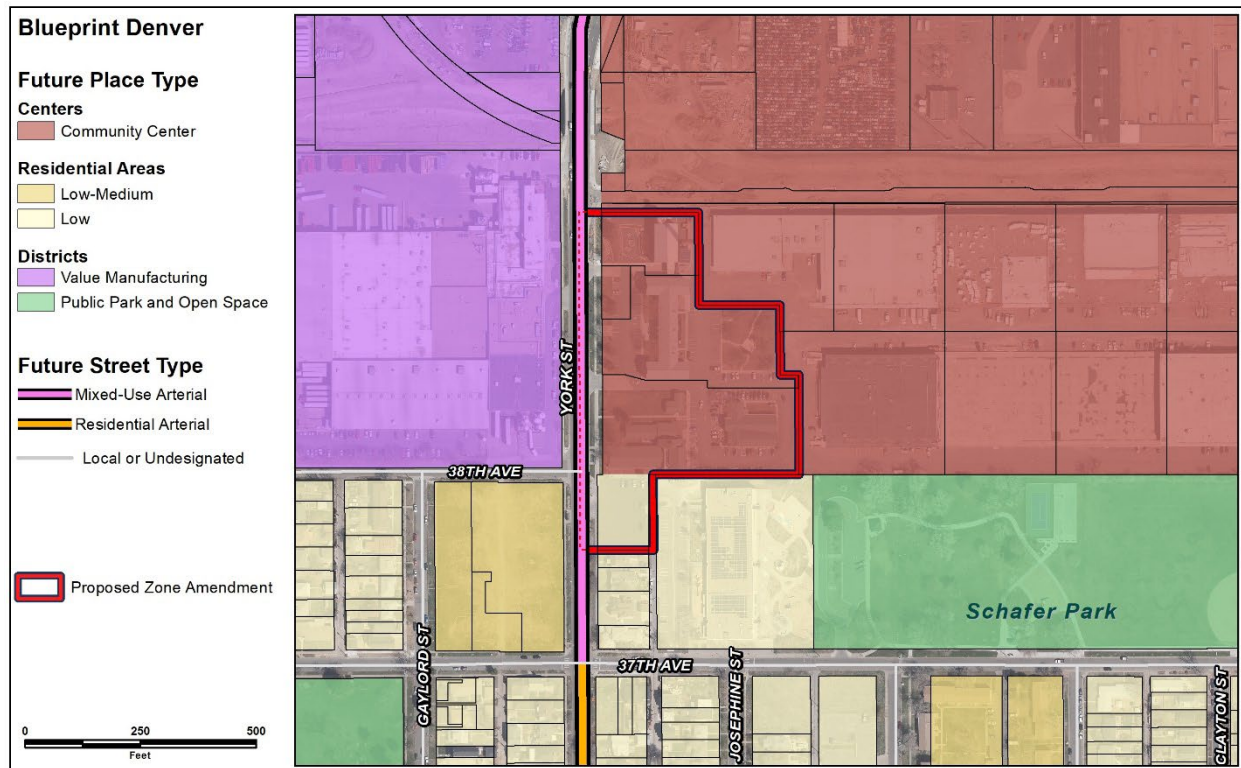 Blueprint Denver
Future Place Type
Centers
Community Center
Residential Areas
Low-Medium
Low
Districts
Value Manufacturing
Public Park and Open Space
Future Street Type
Mixed-Use Arterial
Residential Arterial
Local or Undesignated
Proposed Zone Amendment
0 250 500
Feet
YORK ST
38TH AVE
Schafer Park
GAYLORD ST
37TH AVE
JOSEPHINE ST
CLAYTON ST